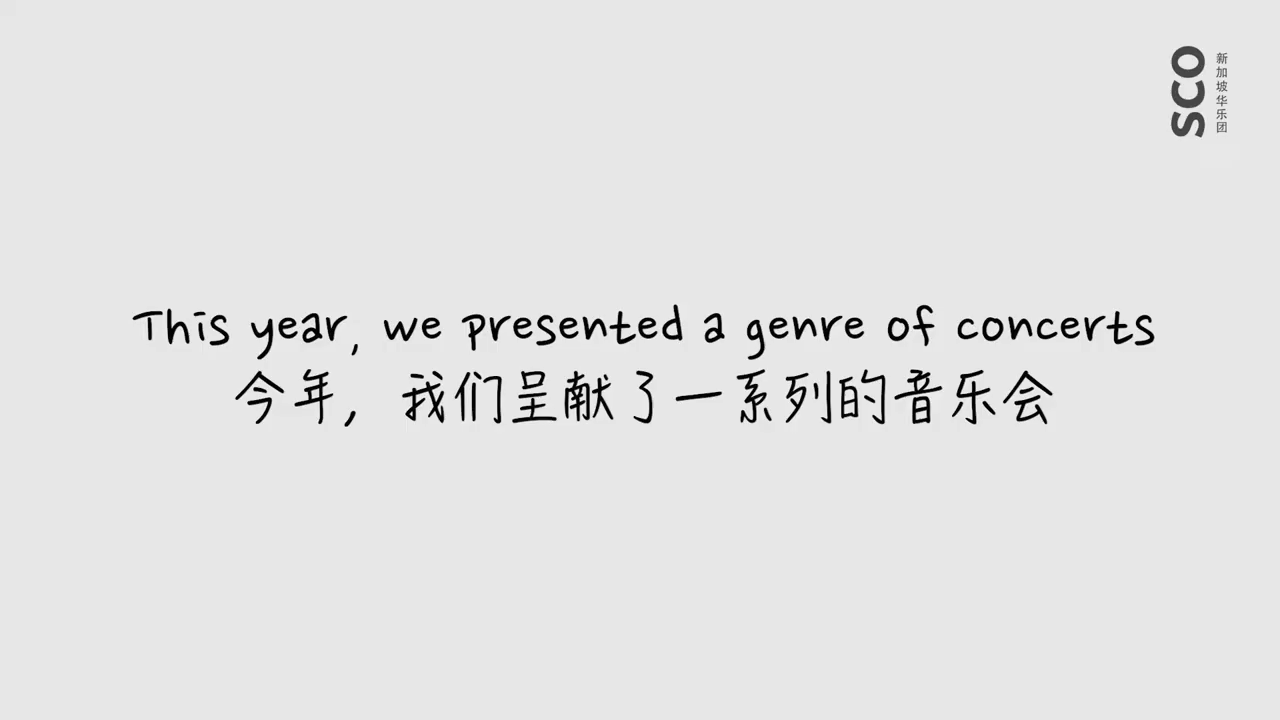 SCO
新加坡华乐团
This year, we presented a genre of concerts
今年，我们呈献了一系列的音乐会